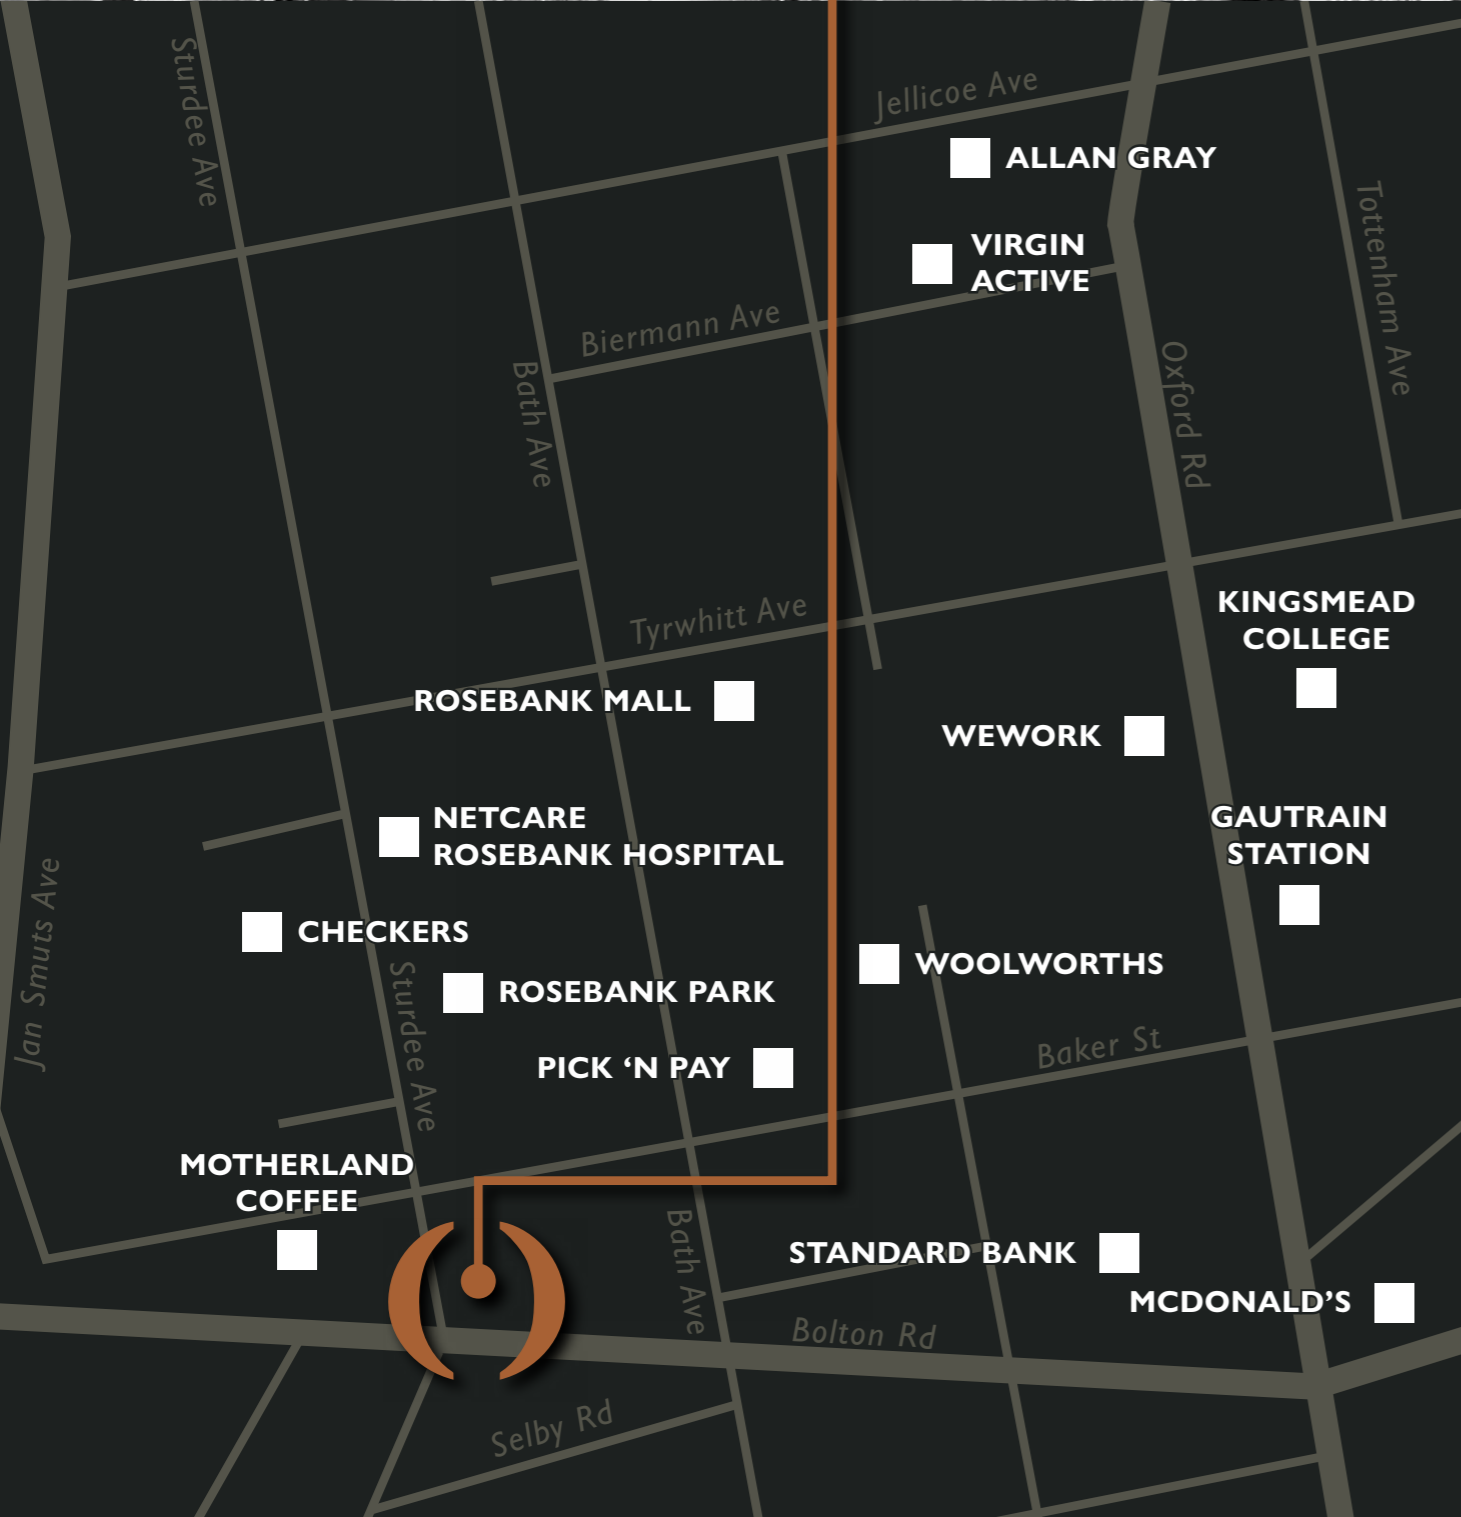 Sturdee Ave
Jellicoe Ave
ALLAN GRAY
Tottenham Ave
VIRGIN
ACTIVE
Biermann Ave
Bath Ave
Oxford Rd
Tyrwhitt Ave
KINGSMEAD
COLLEGE
ROSEBANK MALL
WEWORK
NETCARE
ROSEBANK HOSPITAL
GAUTRAIN
STATION
Jan Smuts Ave
CHECKERS
Sturdee Ave
ROSEBANK PARK
WOOLWORTHS
Baker St
PICK ‘N PAY
MOTHERLAND
COFFEE
Bath Ave
STANDARD BANK
MCDONALD’S
Bolton Rd
Selby Rd